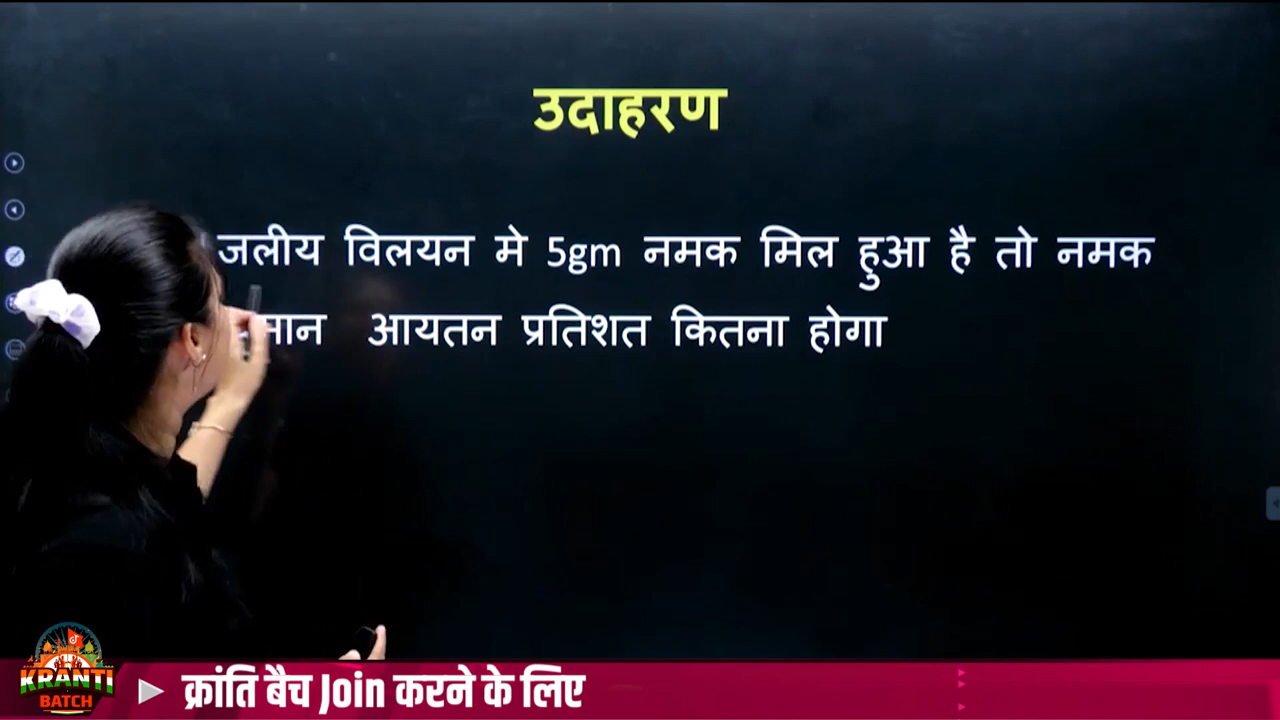 उदाहरण
जलीय विलयन मे 5gm नमक मिल हुआ है तो नमक
आयतन प्रतिशत कितना होगा
KRANTI
BATCH
क्रांति बैच Join करने के लिए